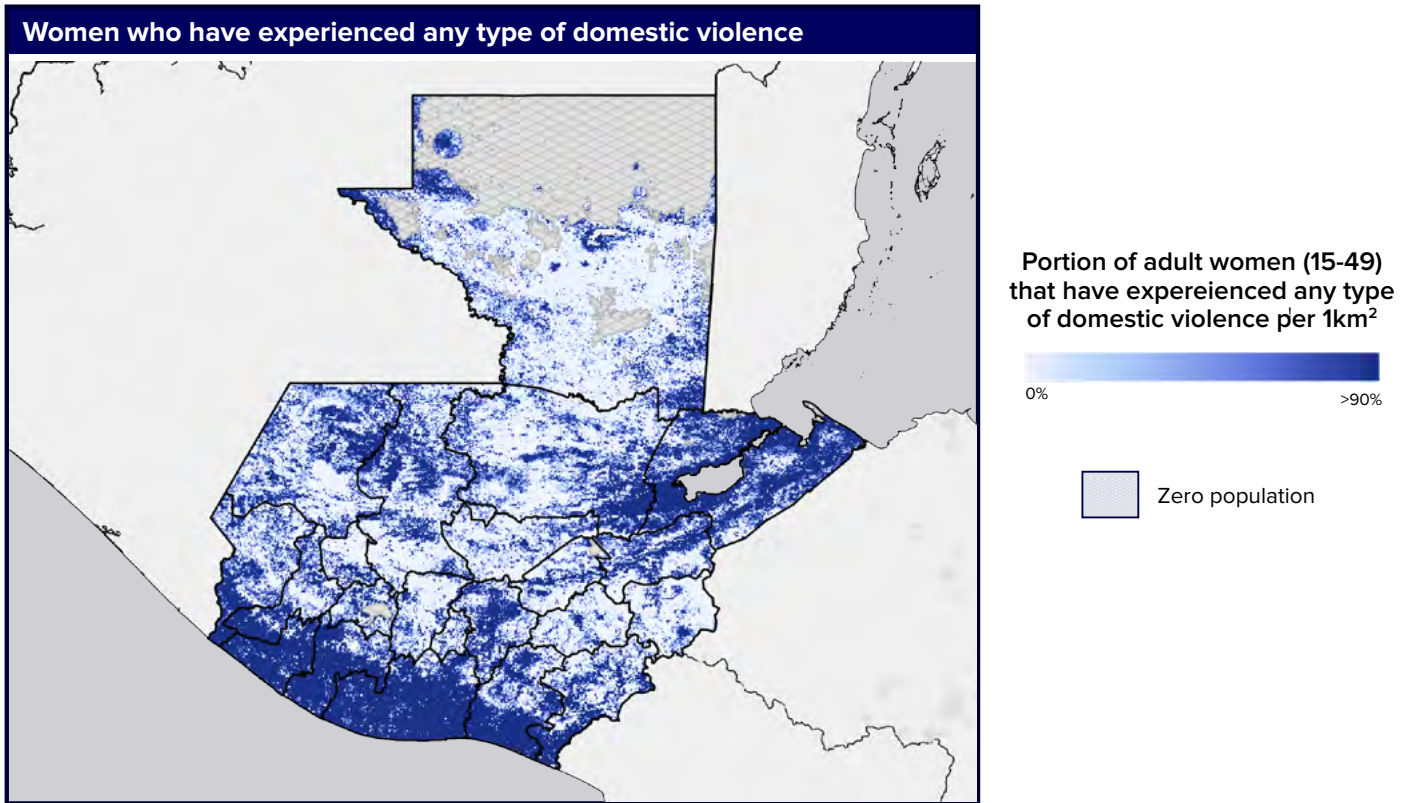 Women who have experienced any type of domestic violence
Portion of adult women (15-49)
that have expereienced any type
of domestic violence per 1km²
0%
>90%
Zero population